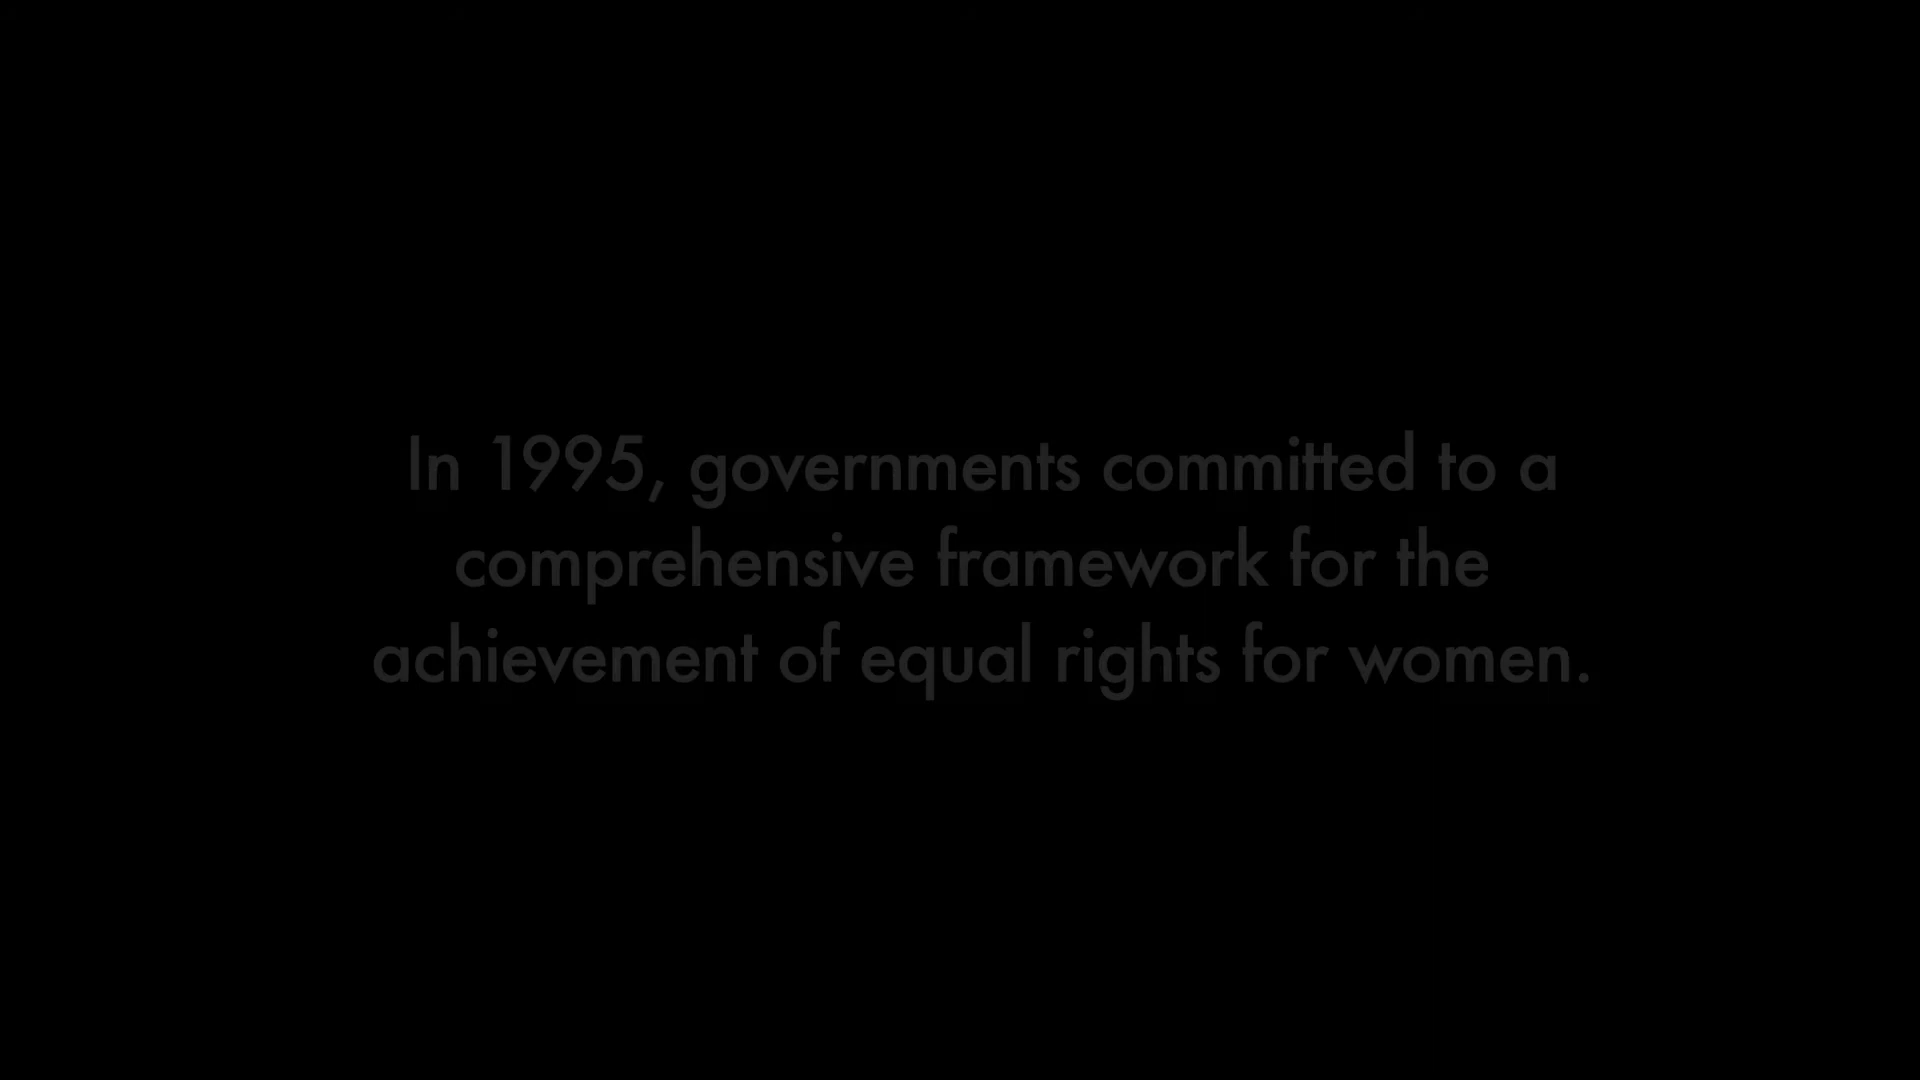 In 1995, governments committed to a
comprehensive framework for the
achievement of equal rights for women.